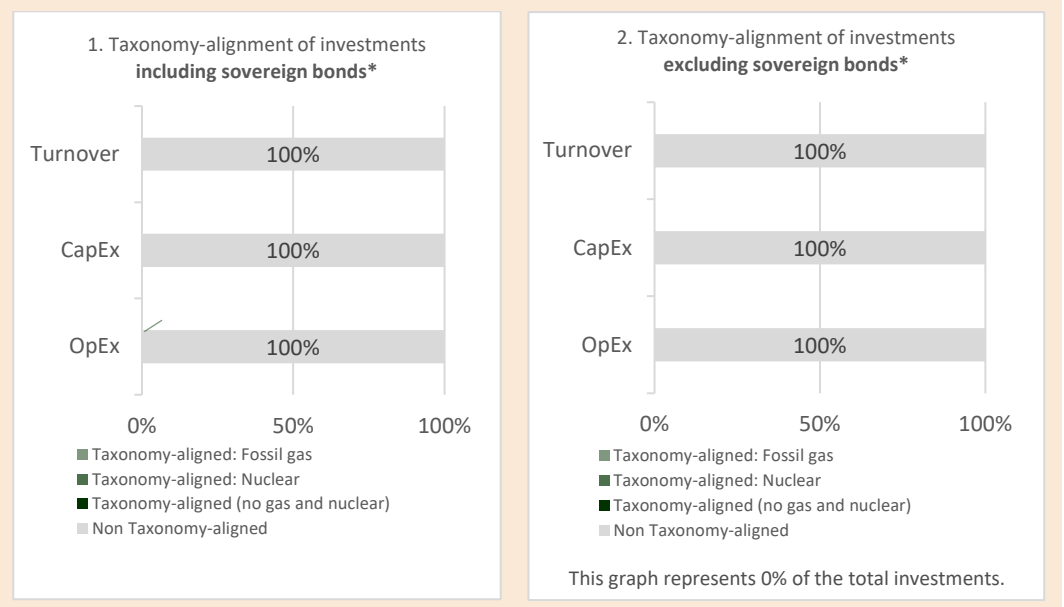 1. Taxonomy-alignment of investments
including sovereign bonds*
Turnover
100%
CapEx
100%
OpEx
100%
0%
50%
100%
Taxonomy-aligned: Fossil gas
Taxonomy-aligned: Nuclear
Taxonomy-aligned (no gas and nuclear)
Non Taxonomy-aligned
2. Taxonomy-alignment of investments
excluding sovereign bonds*
Turnover
100%
CapEx
100%
OpEx
100%
0%
50%
100%
Taxonomy-aligned: Fossil gas
Taxonomy-aligned: Nuclear
Taxonomy-aligned (no gas and nuclear)
Non Taxonomy-aligned
This graph represents 0% of the total investments.